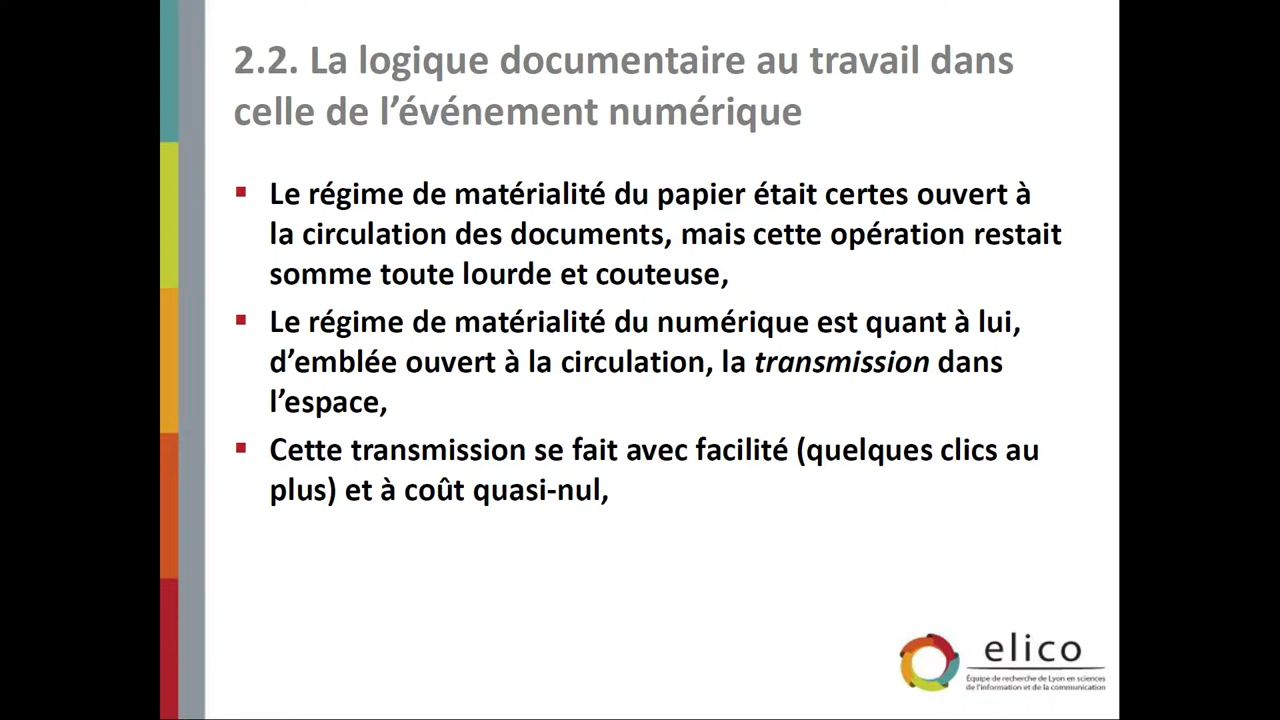 2.2. La logique documentaire au travail dans
celle de l’événement numérique
Le régime de matérialité du papier était certes ouvert à
la circulation des documents, mais cette opération restait
somme toute lourde et couteuse,
Le régime de matérialité du numérique est quant à lui,
d’emblée ouvert à la circulation, la transmission dans
l’espace,
Cette transmission se fait avec facilité (quelques clics au
plus) et à coût quasi-nul,
elico
Équipe de recherche de Lyon en sciences
de l'information et de la communication